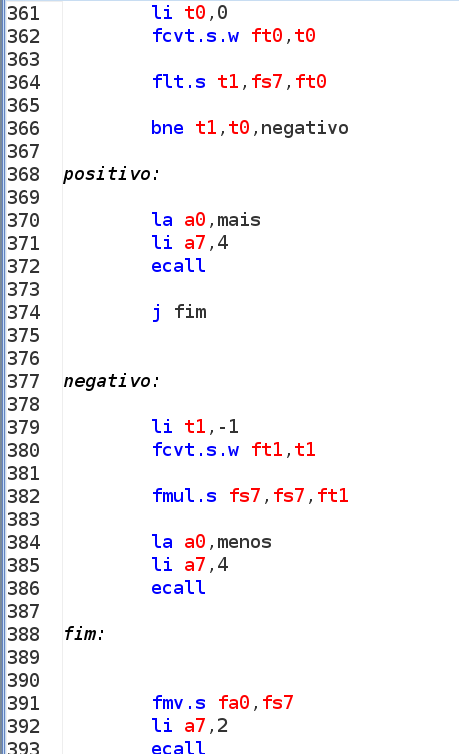 361 li t0,0
362 fcvt.s.w ft0,t0
363
364 flt.s t1,fs7,ft0
365
366 bne t1,t0,negativo
367
368 positivo:
369
370 la a0,mais
371 li a7,4
372 ecall
373
374 j fim
375
376
377 negativo:
378
379 li t1,-1
380 fcvt.s.w ft1,t1
381
382 fmul.s fs7,fs7,ft1
383
384 la a0,menos
385 li a7,4
386 ecall
387
388 fim:
389
390
391 fmv.s fa0,fs7
392 li a7,2
393 ecall